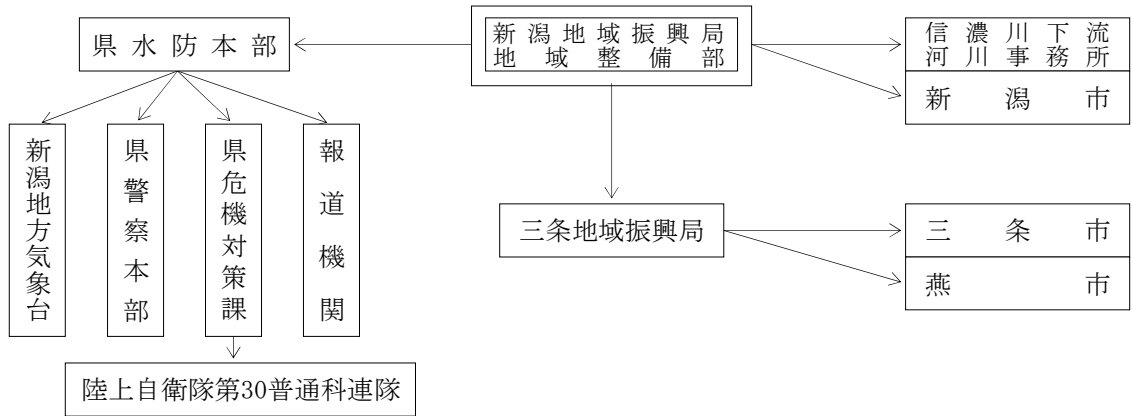 県水防本部
新潟地域振興局
地域整備部
信濃川下流
河川事務所
新潟市
新潟地方気象台
県警察本部
県危機対策課
報道機関
三条地域振興局
三条市
燕市
陸上自衛隊第30普通科連隊